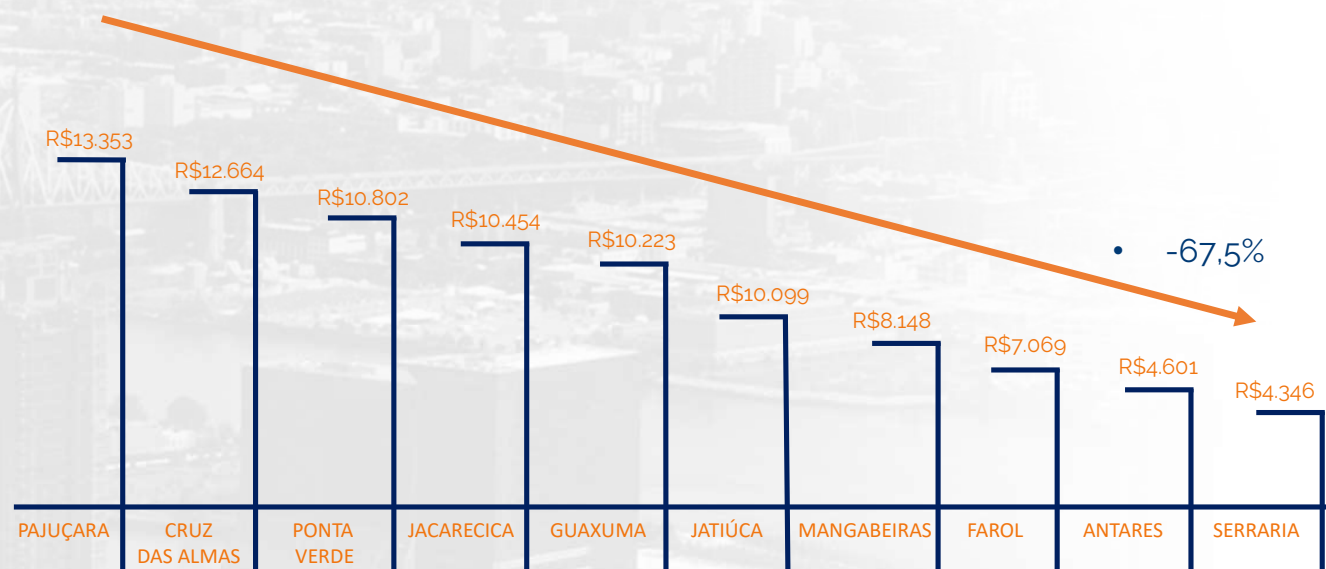 R$13.353
R$12.664
R$10.802
R$10.454
R$10.223
R$10.099
R$8.148
R$7.069
R$4.601
R$4.346
• -67,5%
PAJUÇARA
CRUZ
DAS ALMAS
PONTA
VERDE
JACARECICA
GUAXUMA
JATIÚCA
MANGABEIRAS
FAROL
ANTARES
SERRARIA